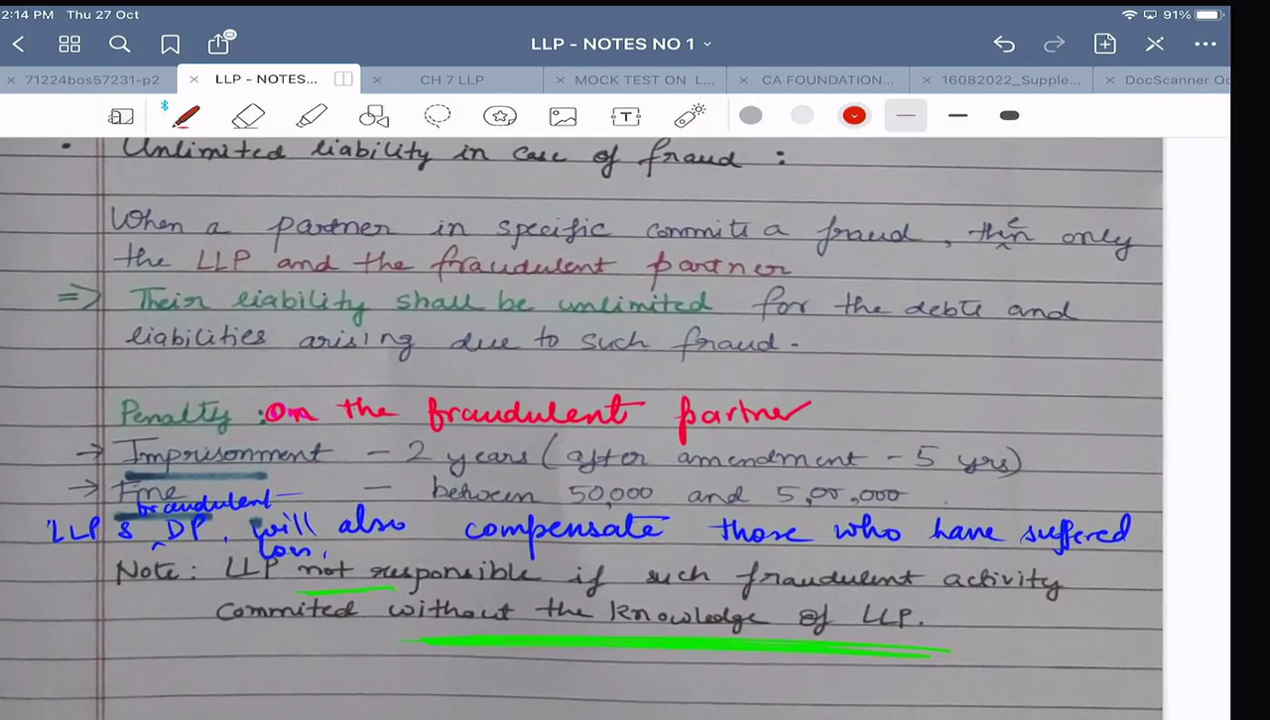 2:14 PM Thu 27 Oct
91%
LLP - NOTES NO 1
71224bos57231-p2
LLP - NOTES...
CH 7 LLP
MOCK TEST ON L...
CA FOUNDATION...
16082022_Supple...
DocScanner Oc
T
• Unlimited liability in case of fraud :
When a partner in specific commits a fraud, then only
the LLP and the fraudulent partner
=> Their liability shall be unlimited for the debts and
liabilities arising due to such fraud.
Penalty : On the fraudulent partner
→ Imprisonment - 2 years (after amendment - 5 yrs)
→ Fine - between 50,000 and 5,00,000
fraudulent
LLP & DP, will also compensate those who have suffered
loss.
Note: LLP not responsible if such fraudulent activity
commited without the knowledge of LLP.